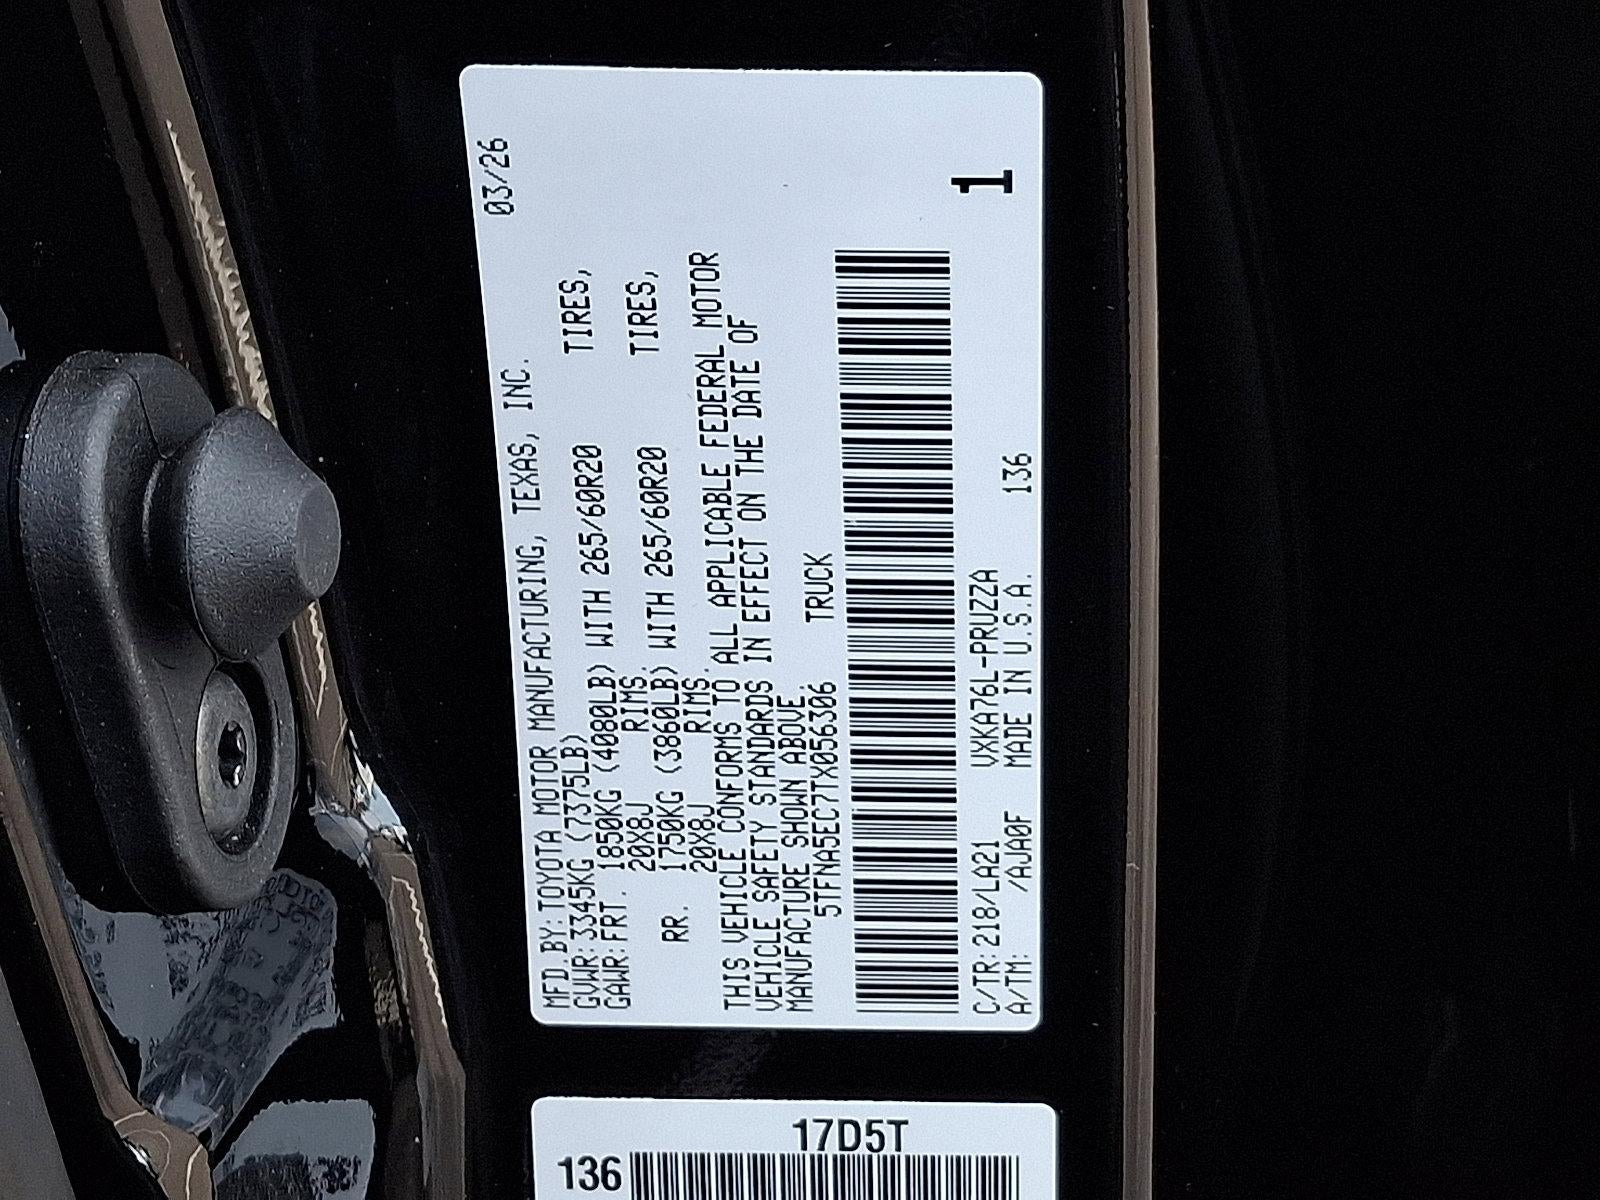 03/26
MFD.BY:TOYOTA MOTOR MANUFACTURING, TEXAS, INC.
GVWR:3345KG (7375LB)
GAWR:FRT. 1850KG (4080LB) WITH 265/60R20 TIRES,
20X8J RIMS.
RR. 1750KG (3860LB) WITH 265/60R20 TIRES,
20X8J RIMS.
THIS VEHICLE CONFORMS TO ALL APPLICABLE FEDERAL MOTOR
VEHICLE SAFETY STANDARDS IN EFFECT ON THE DATE OF
MANUFACTURE SHOWN ABOVE.
5TFNA5EC7TX056306 TRUCK
C/TR:218/LA21 VXKA76L-PRUZZA
A/TM: /AJA0F MADE IN U.S.A. 136
1
17D5T
136